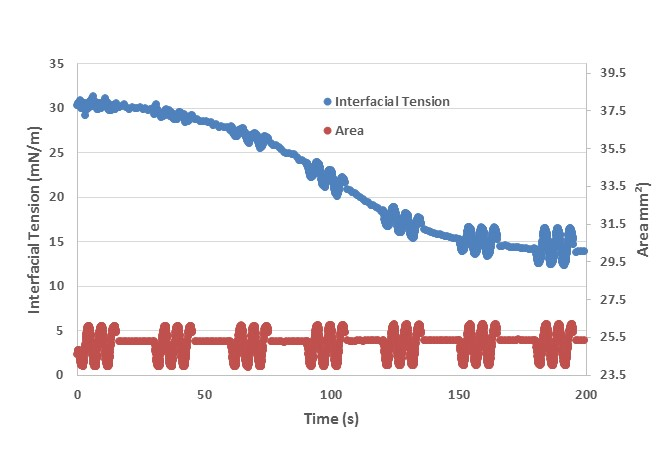 35
30
25
20
15
10
5
0
Interfacial Tension (mN/m)
Interfacial Tension
Area
39.5
37.5
35.5
33.5
31.5
29.5
27.5
25.5
23.5
Area mm²)
0 50 100 150 200
Time (s)